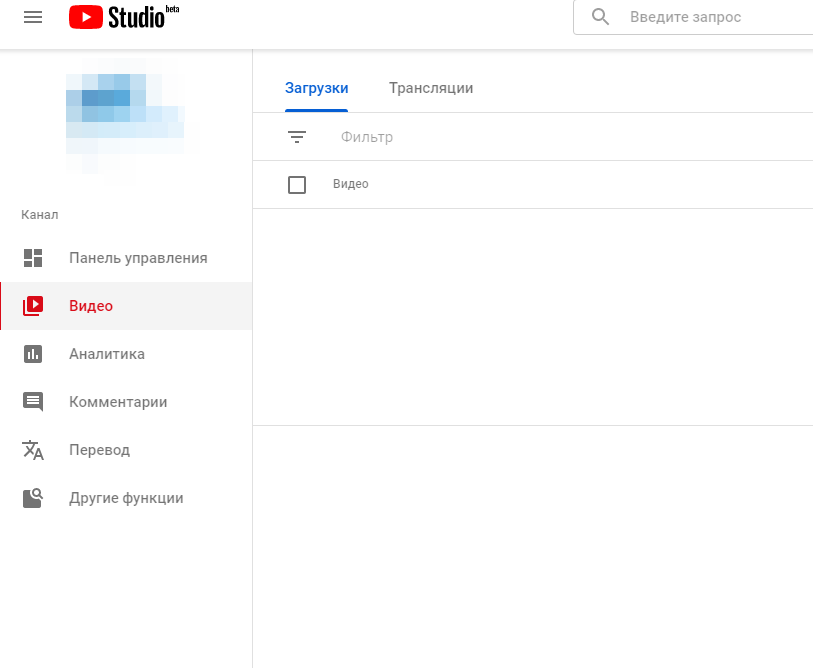 Studio beta
Введите запрос
Загрузки Трансляции
Фильтр
Видео
Канал
Панель управления
Видео
Аналитика
Комментарии
Перевод
Другие функции